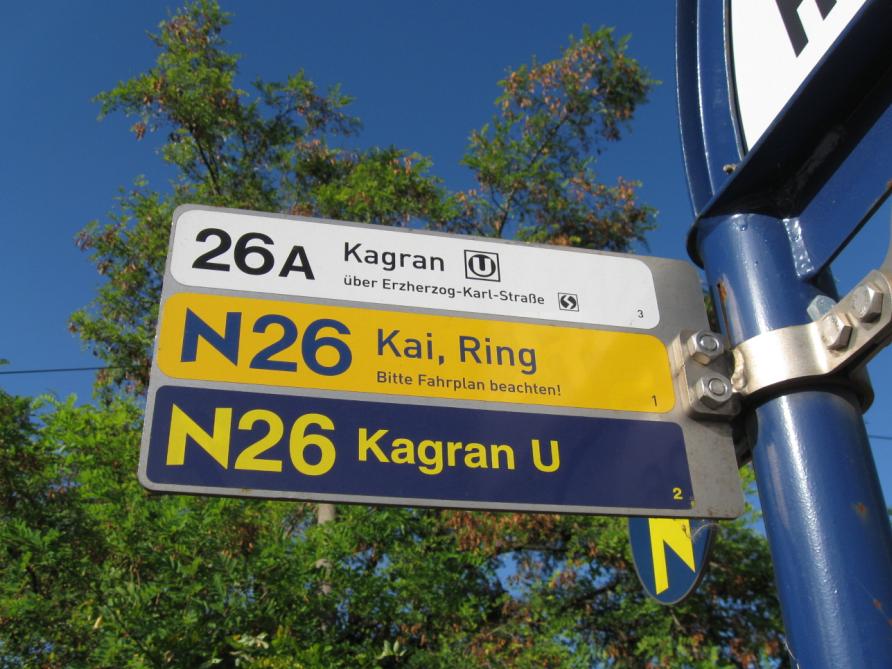 26A Kagran U
über Erzherzog-Karl-Straße S
3
N26 Kai, Ring
Bitte Fahrplan beachten!
1
N26 Kagran U
2
N
H